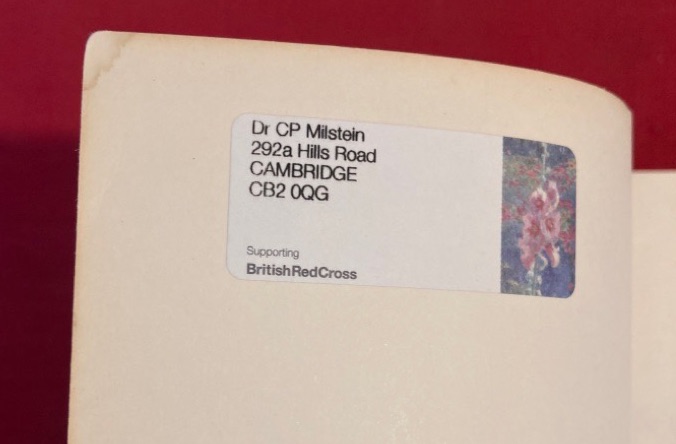 Dr CP Milstein
292a Hills Road
CAMBRIDGE
CB2 0QG
Supporting
BritishRedCross